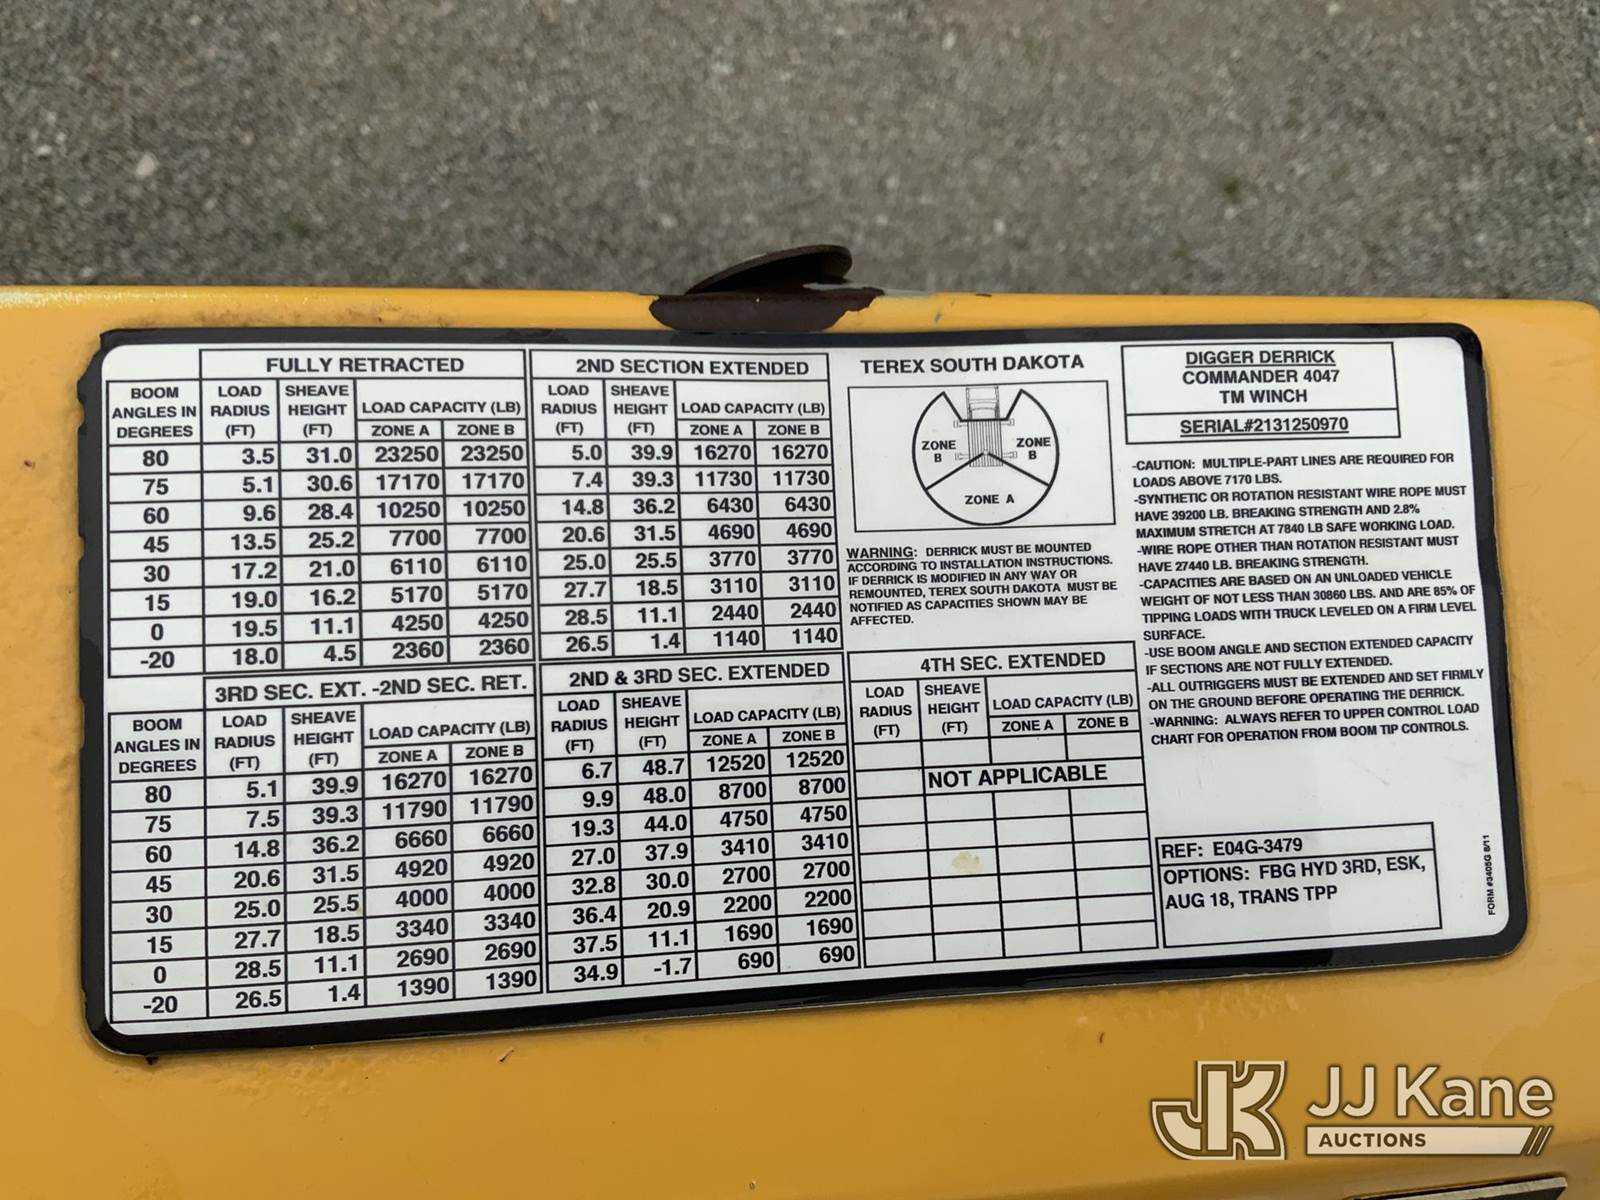 FULLY RETRACTED
BOOM ANGLES IN DEGREES | LOAD RADIUS (FT) | SHEAVE HEIGHT (FT) | LOAD CAPACITY (LB)
ZONE A | ZONE B
80 | 3.5 | 31.0 | 23250 | 23250
75 | 5.1 | 30.6 | 17170 | 17170
60 | 9.6 | 28.4 | 10250 | 10250
45 | 13.5 | 25.2 | 7700 | 7700
30 | 17.2 | 21.0 | 6110 | 6110
15 | 19.0 | 16.2 | 5170 | 5170
0 | 19.5 | 11.1 | 4250 | 4250
-20 | 18.0 | 4.5 | 2360 | 2360
2ND SECTION EXTENDED
LOAD RADIUS (FT) | SHEAVE HEIGHT (FT) | LOAD CAPACITY (LB)
ZONE A | ZONE B
5.0 | 39.9 | 16270 | 16270
7.4 | 39.3 | 11730 | 11730
14.8 | 36.2 | 6430 | 6430
20.6 | 31.5 | 4690 | 4690
25.0 | 25.5 | 3770 | 3770
27.7 | 18.5 | 3110 | 3110
28.5 | 11.1 | 2440 | 2440
26.5 | 1.4 | 1140 | 1140
3RD SEC. EXT. -2ND SEC. RET.
BOOM ANGLES IN DEGREES | LOAD RADIUS (FT) | SHEAVE HEIGHT (FT) | LOAD CAPACITY (LB)
ZONE A | ZONE B
80 | 5.1 | 39.9 | 16270 | 16270
75 | 7.5 | 39.3 | 11790 | 11790
60 | 14.8 | 36.2 | 6660 | 6660
45 | 20.6 | 31.5 | 4920 | 4920
30 | 25.0 | 25.5 | 4000 | 4000
15 | 27.7 | 18.5 | 3340 | 3340
0 | 28.5 | 11.1 | 2690 | 2690
-20 | 26.5 | 1.4 | 1390 | 1390
2ND & 3RD SEC. EXTENDED
LOAD RADIUS (FT) | SHEAVE HEIGHT (FT) | LOAD CAPACITY (LB)
ZONE A | ZONE B
6.7 | 48.7 | 12520 | 12520
9.9 | 48.0 | 8700 | 8700
19.3 | 44.0 | 4750 | 4750
27.0 | 37.9 | 3410 | 3410
32.8 | 30.0 | 2700 | 2700
36.4 | 20.9 | 2200 | 2200
37.5 | 11.1 | 1690 | 1690
34.9 | -1.7 | 690 | 690
TEREX SOUTH DAKOTA
ZONE B
ZONE B
ZONE A
WARNING: DERRICK MUST BE MOUNTED
ACCORDING TO INSTALLATION INSTRUCTIONS.
IF DERRICK IS MODIFIED IN ANY WAY OR
REMOUNTED, TEREX SOUTH DAKOTA MUST BE
NOTIFIED AS CAPACITIES SHOWN MAY BE
AFFECTED.
4TH SEC. EXTENDED
LOAD RADIUS (FT) | SHEAVE HEIGHT (FT) | LOAD CAPACITY (LB)
ZONE A | ZONE B
NOT APPLICABLE
DIGGER DERRICK
COMMANDER 4047
TM WINCH
SERIAL#2131250970
-CAUTION: MULTIPLE-PART LINES ARE REQUIRED FOR
LOADS ABOVE 7170 LBS.
-SYNTHETIC OR ROTATION RESISTANT WIRE ROPE MUST
HAVE 39200 LB. BREAKING STRENGTH AND 2.8%
MAXIMUM STRETCH AT 7840 LB SAFE WORKING LOAD.
-WIRE ROPE OTHER THAN ROTATION RESISTANT MUST
HAVE 27440 LB. BREAKING STRENGTH.
-CAPACITIES ARE BASED ON AN UNLOADED VEHICLE
WEIGHT OF NOT LESS THAN 30860 LBS. AND ARE 85% OF
TIPPING LOADS WITH TRUCK LEVELED ON A FIRM LEVEL
SURFACE.
-USE BOOM ANGLE AND SECTION EXTENDED CAPACITY
IF SECTIONS ARE NOT FULLY EXTENDED.
-ALL OUTRIGGERS MUST BE EXTENDED AND SET FIRMLY
ON THE GROUND BEFORE OPERATING THE DERRICK.
-WARNING: ALWAYS REFER TO UPPER CONTROL LOAD
CHART FOR OPERATION FROM BOOM TIP CONTROLS.
REF: E04G-3479
OPTIONS: FBG HYD 3RD, ESK,
AUG 18, TRANS TPP
FORM #3405G 6/11
JK JJ Kane
AUCTIONS